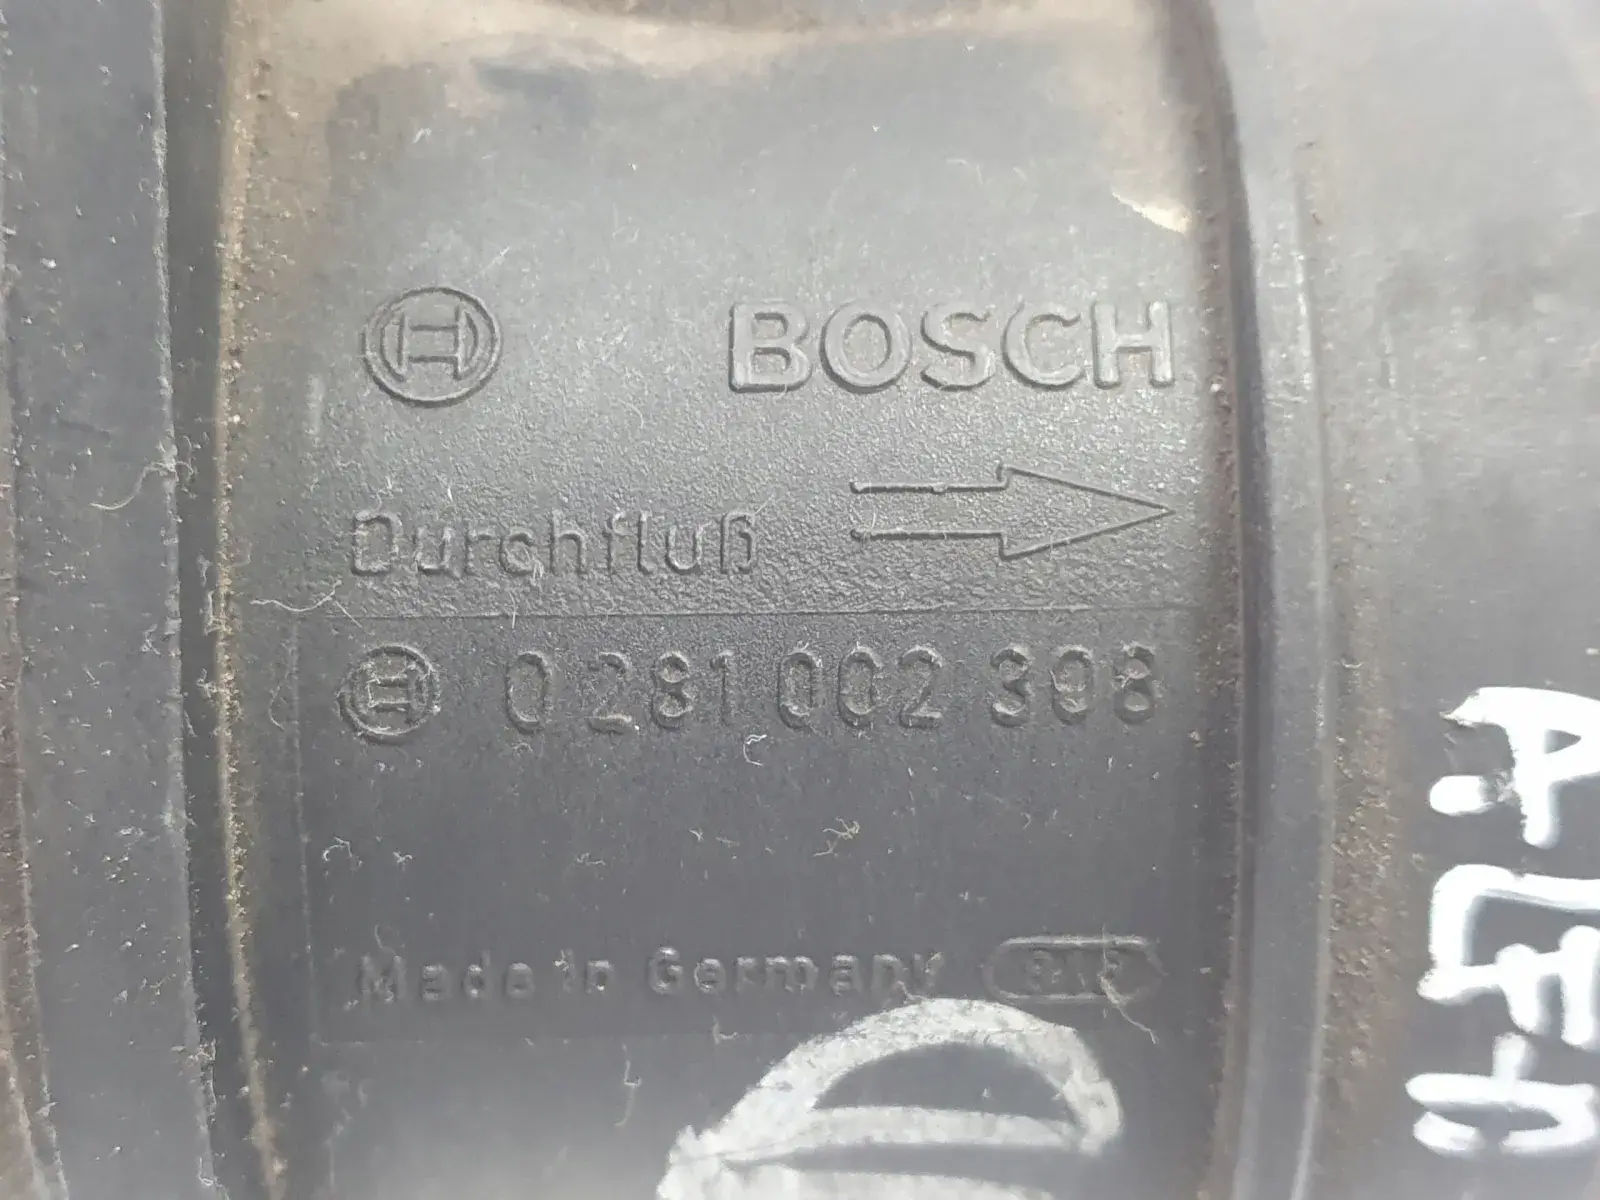 BOSCH
Durchfluß
0 281 002 398
Made in Germany
D